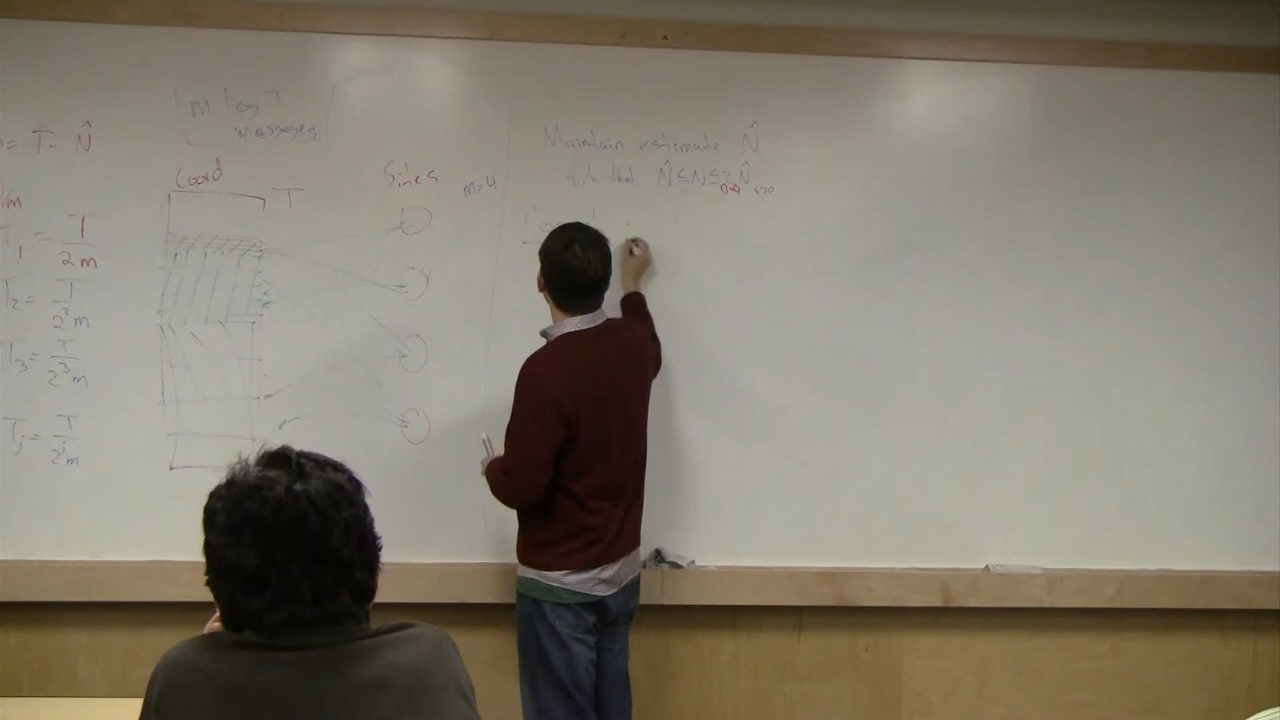 = T - N̂
m
T₁ = T/2m
T₂ = T/2²m
T₃ = T/2³m
Tⱼ = T/2ʲm
m log T
messages
Coord
T
Sites
m=4
Maintain estimate N̂
Such that N̂ ≤ N ≤ 2N̂